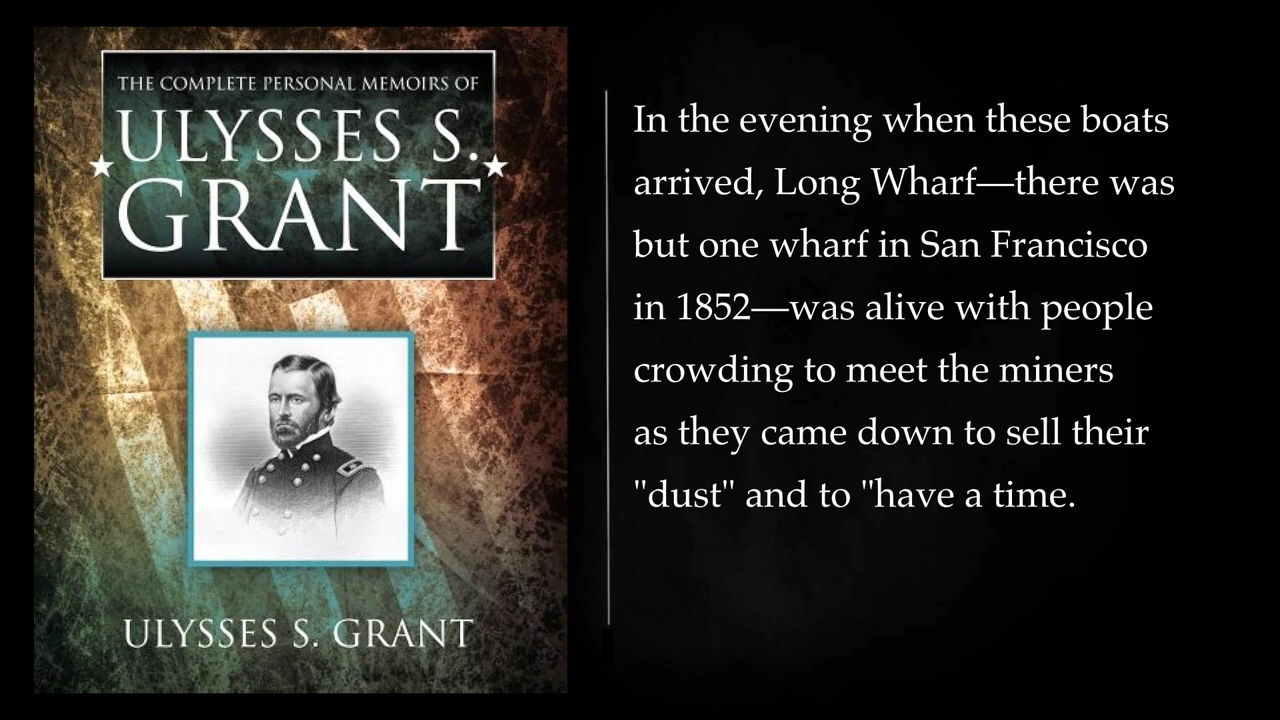 THE COMPLETE PERSONAL MEMOIRS OF
ULYSSES S.
GRANT
ULYSSES S. GRANT
In the evening when these boats
arrived, Long Wharf—there was
but one wharf in San Francisco
in 1852—was alive with people
crowding to meet the miners
as they came down to sell their
"dust" and to "have a time.